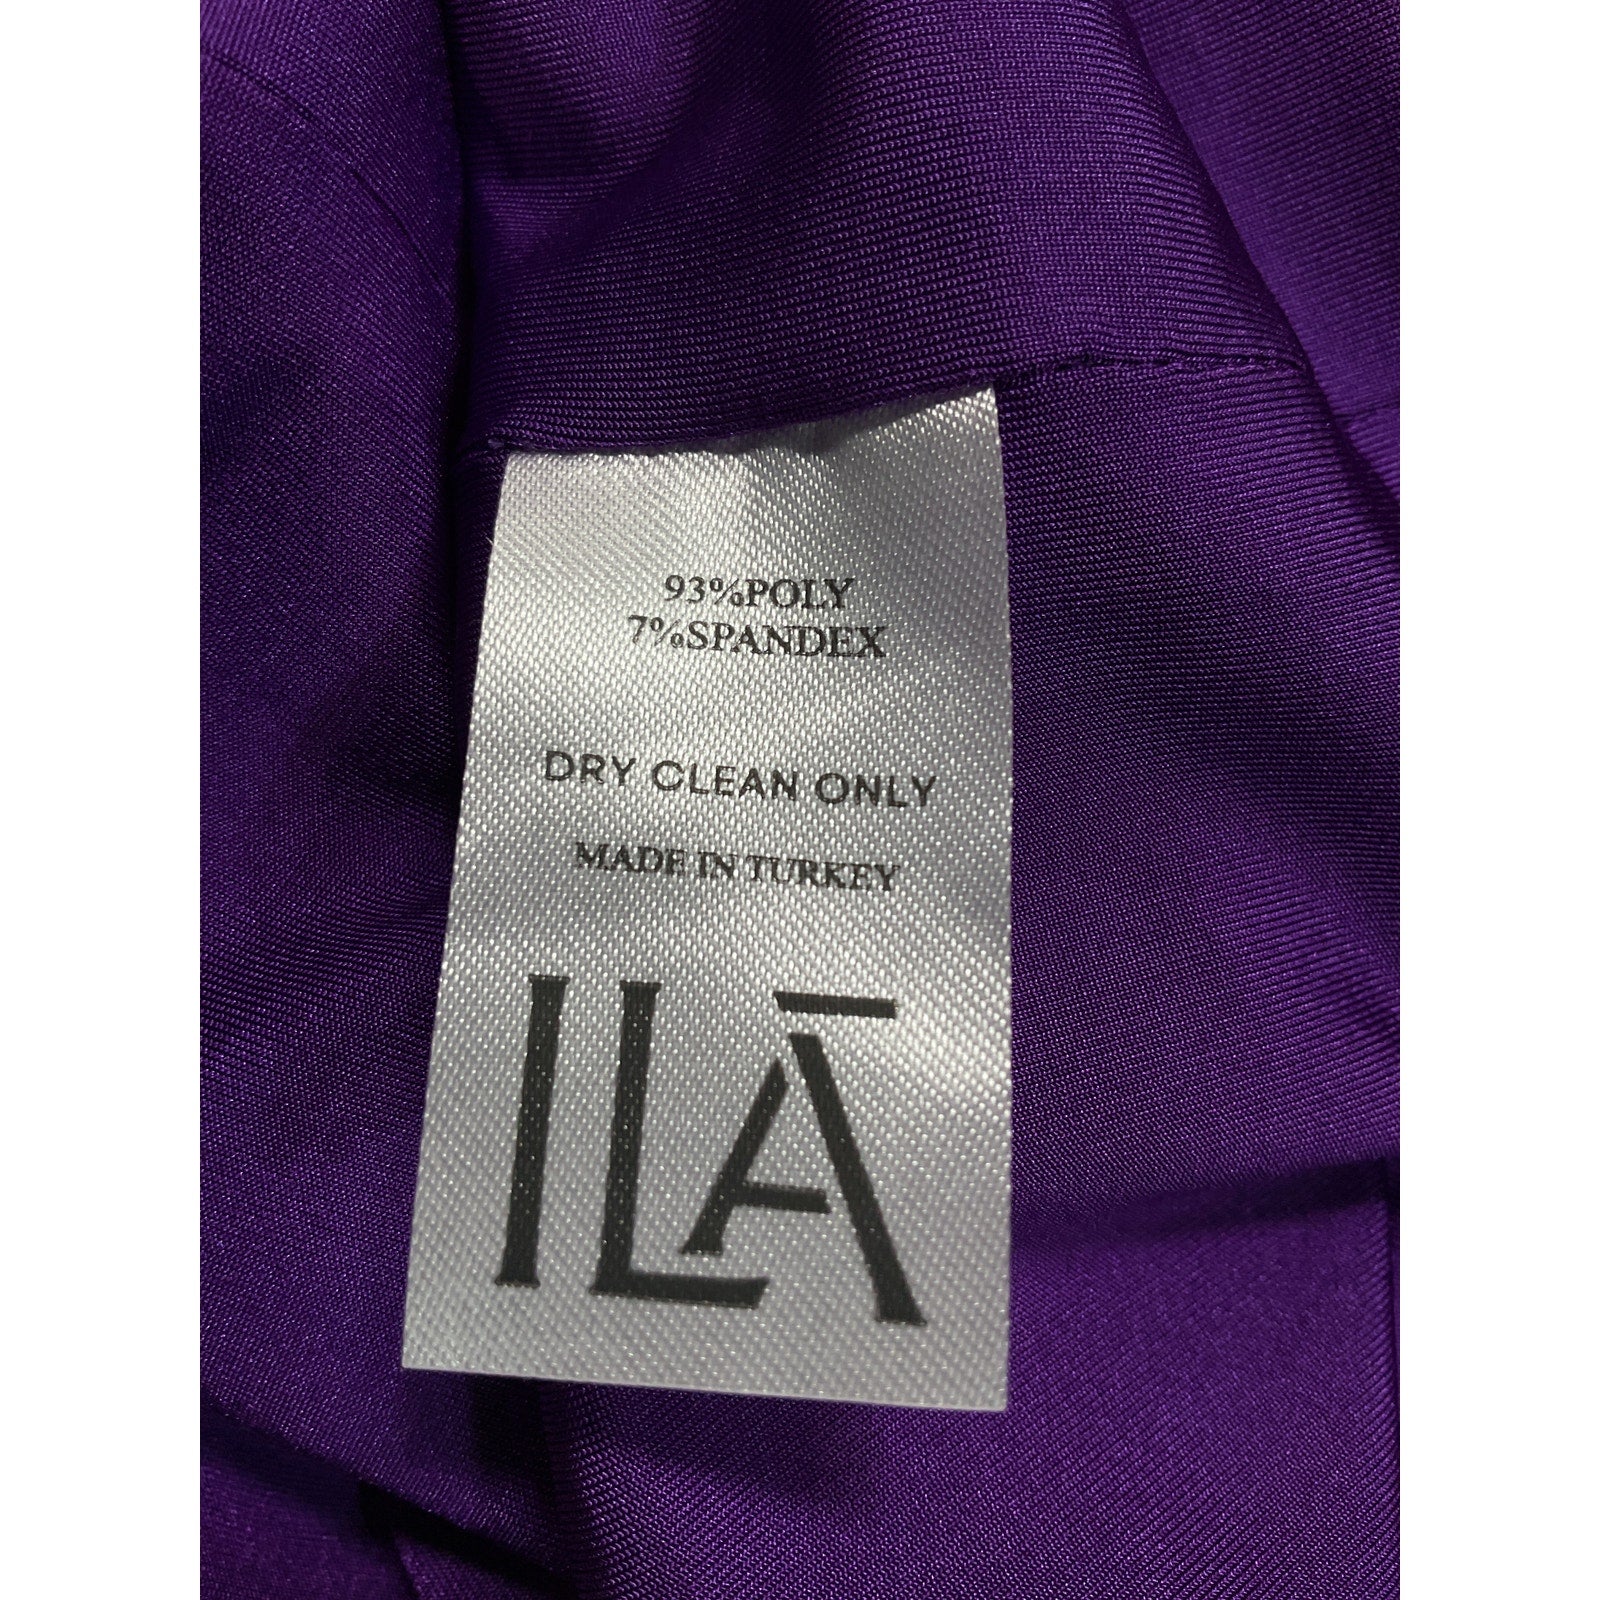 93%POLY
7%SPANDEX
DRY CLEAN ONLY
MADE IN TURKEY
ILĀ